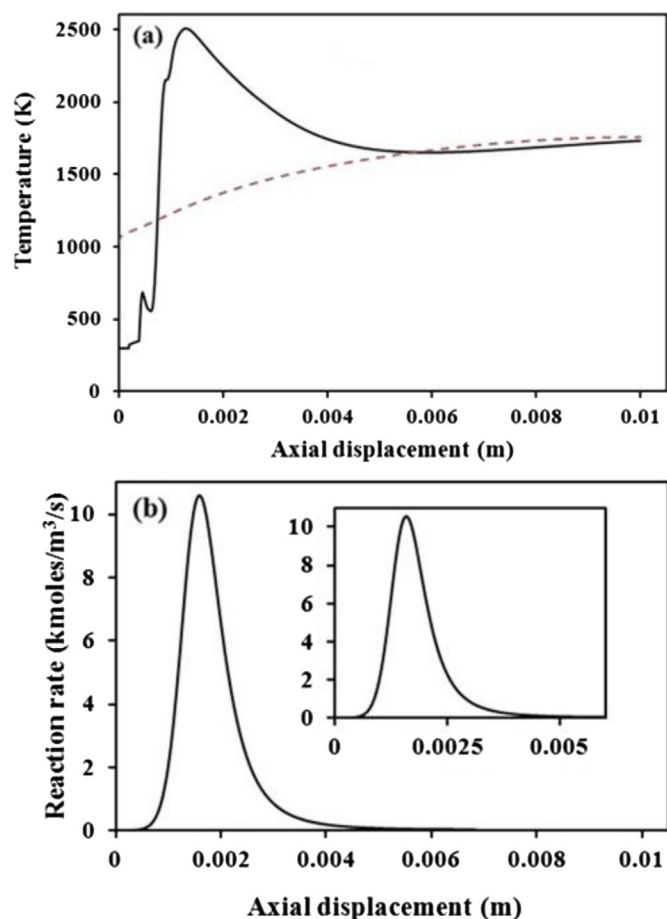 (a)
2500
2000
1500
1000
500
0
Temperature (K)
0 0.002 0.004 0.006 0.008 0.01
Axial displacement (m)
(b)
10
8
6
4
2
0
Reaction rate (kmoles/m³/s)
10
8
6
4
2
0
0 0.0025 0.005
0 0.002 0.004 0.006 0.008 0.01
Axial displacement (m)